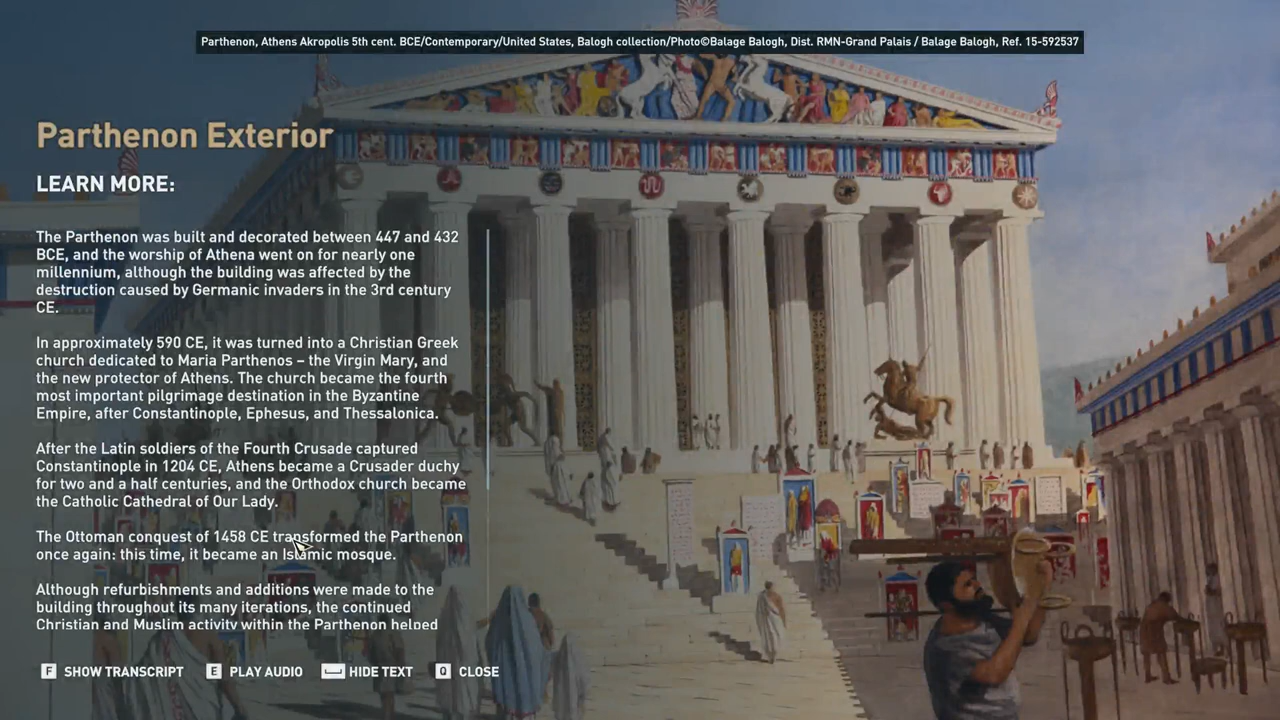 Parthenon, Athens Akropolis 5th cent. BCE/Contemporary/United States, Balogh collection/Photo©Balage Balogh, Dist. RMN-Grand Palais / Balage Balogh, Ref. 15-592537
Parthenon Exterior
LEARN MORE:
The Parthenon was built and decorated between 447 and 432
BCE, and the worship of Athena went on for nearly one
millennium, although the building was affected by the
destruction caused by Germanic invaders in the 3rd century
CE.
In approximately 590 CE, it was turned into a Christian Greek
church dedicated to Maria Parthenos – the Virgin Mary, and
the new protector of Athens. The church became the fourth
most important pilgrimage destination in the Byzantine
Empire, after Constantinople, Ephesus, and Thessalonica.
After the Latin soldiers of the Fourth Crusade captured
Constantinople in 1204 CE, Athens became a Crusader duchy
for two and a half centuries, and the Orthodox church became
the Catholic Cathedral of Our Lady.
The Ottoman conquest of 1458 CE transformed the Parthenon
once again: this time, it became an Islamic mosque.
Although refurbishments and additions were made to the
building throughout its many iterations, the continued
Christian and Muslim activity within the Parthenon helped
F SHOW TRANSCRIPT E PLAY AUDIO HIDE TEXT Q CLOSE